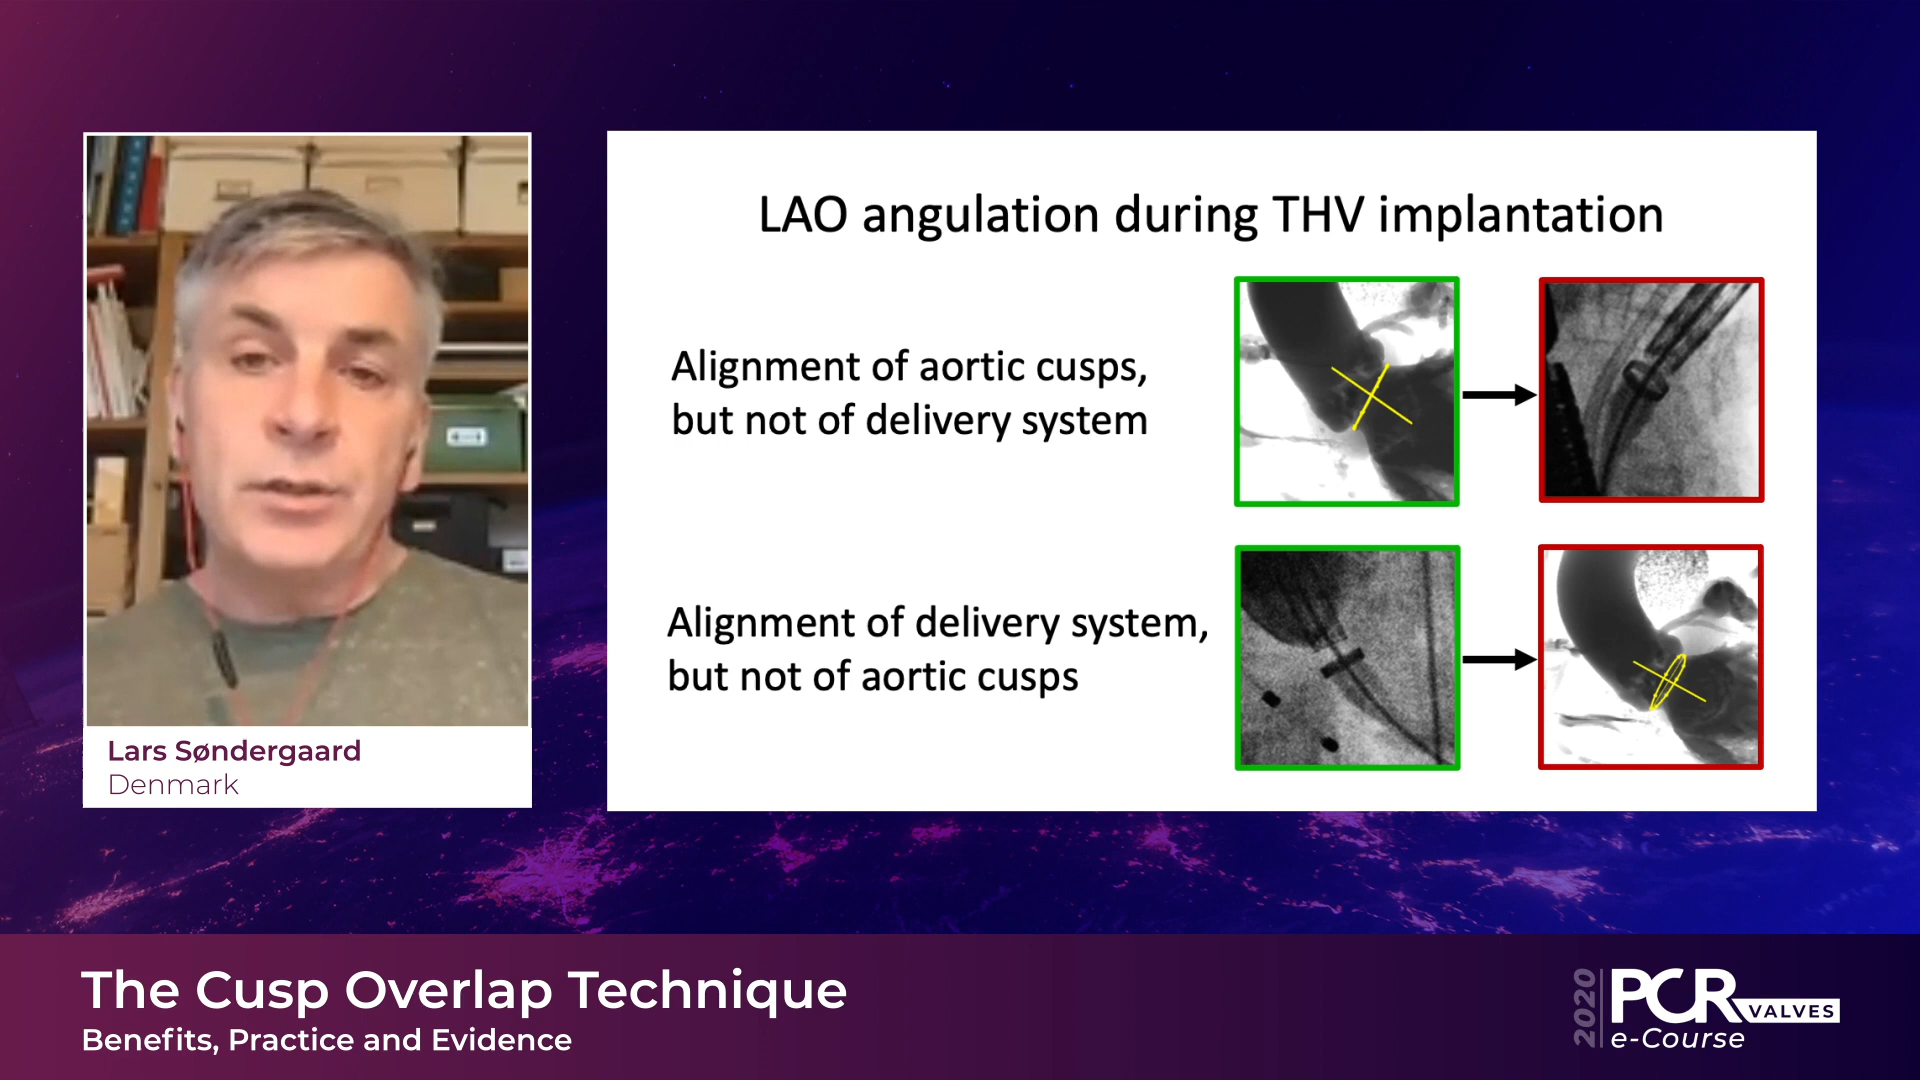 LAO angulation during THV implantation
Alignment of aortic cusps,
but not of delivery system
Alignment of delivery system,
but not of aortic cusps
Lars Søndergaard
Denmark
The Cusp Overlap Technique
Benefits, Practice and Evidence
2020
PCR
VALVES
e-Course